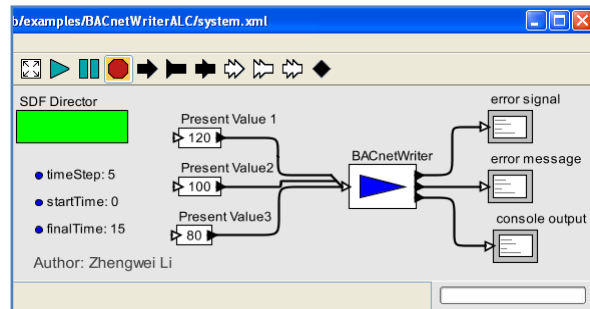 b/examples/BACnetWriterALC/system.xml
SDF Director
error signal
Present Value 1
120
BACnetWriter
error message
Present Value2
100
timeStep: 5
startTime: 0
Present Value3
80
console output
finalTime: 15
Author: Zhengwei Li